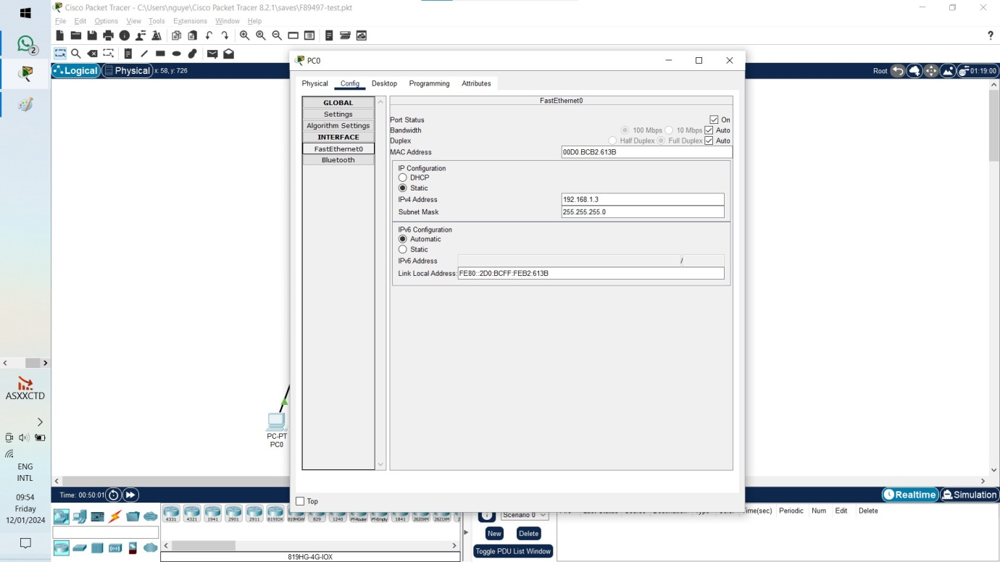 Cisco Packet Tracer - C:\Users\nguye\Cisco Packet Tracer 8.2.1\saves\F89497-test.pkt
File Edit Options View Tools Extensions Window Help
?
2
Logical Physical x: 58, y: 726
Root 01:19:00
PC0
Physical Config Desktop Programming Attributes
GLOBAL
Settings
Algorithm Settings
INTERFACE
FastEthernet0
Bluetooth
FastEthernet0
Port Status On
Bandwidth 100 Mbps 10 Mbps Auto
Duplex Half Duplex Full Duplex Auto
MAC Address 00D0.BCB2.613B
IP Configuration
DHCP
Static
IPv4 Address 192.168.1.3
Subnet Mask 255.255.255.0
IPv6 Configuration
Automatic
Static
IPv6 Address /
Link Local Address: FE80::2D0:BCFF:FEB2:613B
Top
PC-PT
PC0
ASXXCTD
ENG
INTL
09:54
Friday
12/01/2024
Time: 00:50:01
Realtime Simulation
4331 4321 1941 2901 2911 819IOX 819HGW 829 1240 PT-Router PT-Empty 1841 2620XM 2621XM 2
819HG-4G-IOX
Scenario 0
New Delete
Toggle PDU List Window
Time(sec) Periodic Num Edit Delete